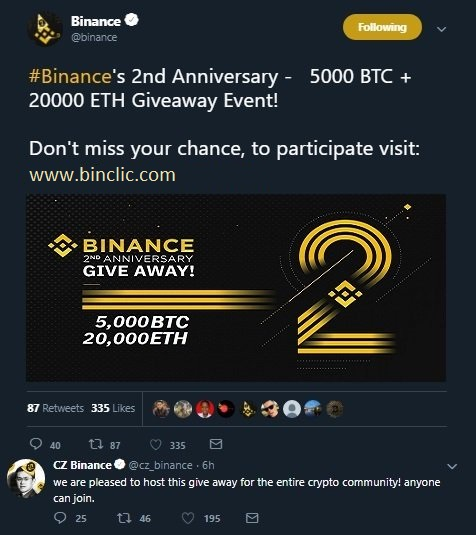 Binance
@binance
Following
#Binance's 2nd Anniversary - 5000 BTC +
20000 ETH Giveaway Event!
Don't miss your chance, to participate visit:
www.binclic.com
BINANCE
2ND ANNIVERSARY
GIVE AWAY!
5,000BTC
20,000ETH
87 Retweets 335 Likes
40 87 335
CZ Binance @cz_binance · 6h
we are pleased to host this give away for the entire crypto community! anyone
can join.
25 46 195